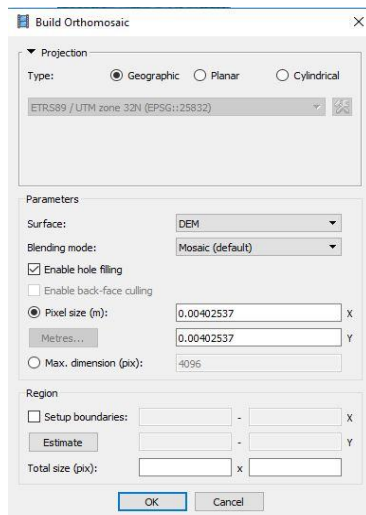 Build Orthomosaic
Projection
Type: Geographic Planar Cylindrical
ETRS89 / UTM zone 32N (EPSG::25832)
Parameters
Surface: DEM
Blending mode: Mosaic (default)
Enable hole filling
Enable back-face culling
Pixel size (m): 0.00402537 X
Metres... 0.00402537 Y
Max. dimension (pix): 4096
Region
Setup boundaries: - X
Estimate - Y
Total size (pix): x
OK Cancel